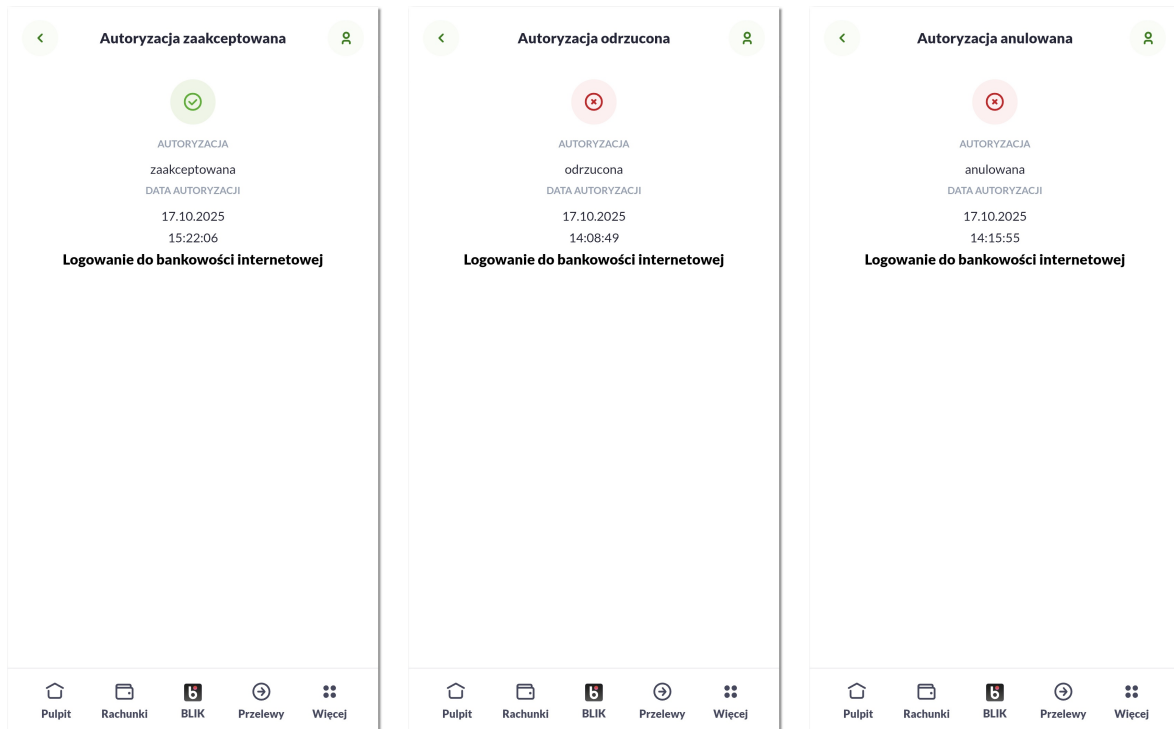 Autoryzacja zaakceptowana
AUTORYZACJA
zaakceptowana
DATA AUTORYZACJI
17.10.2025
15:22:06
Logowanie do bankowości internetowej
Pulpit
Rachunki
BLIK
Przelewy
Więcej
Autoryzacja odrzucona
AUTORYZACJA
odrzucona
DATA AUTORYZACJI
17.10.2025
14:08:49
Logowanie do bankowości internetowej
Pulpit
Rachunki
BLIK
Przelewy
Więcej
Autoryzacja anulowana
AUTORYZACJA
anulowana
DATA AUTORYZACJI
17.10.2025
14:15:55
Logowanie do bankowości internetowej
Pulpit
Rachunki
BLIK
Przelewy
Więcej